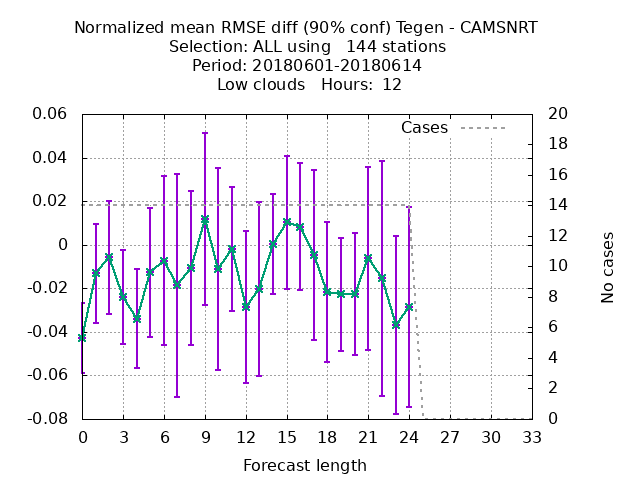 Normalized mean RMSE diff (90% conf) Tegen - CAMSNRT
Selection: ALL using   144 stations
Period: 20180601-20180614
Low clouds   Hours:  12
Cases
0.06
0.04
0.02
0
-0.02
-0.04
-0.06
-0.08
20
18
16
14
12
10
8
6
4
2
0
No cases
0 3 6 9 12 15 18 21 24 27 30 33
Forecast length